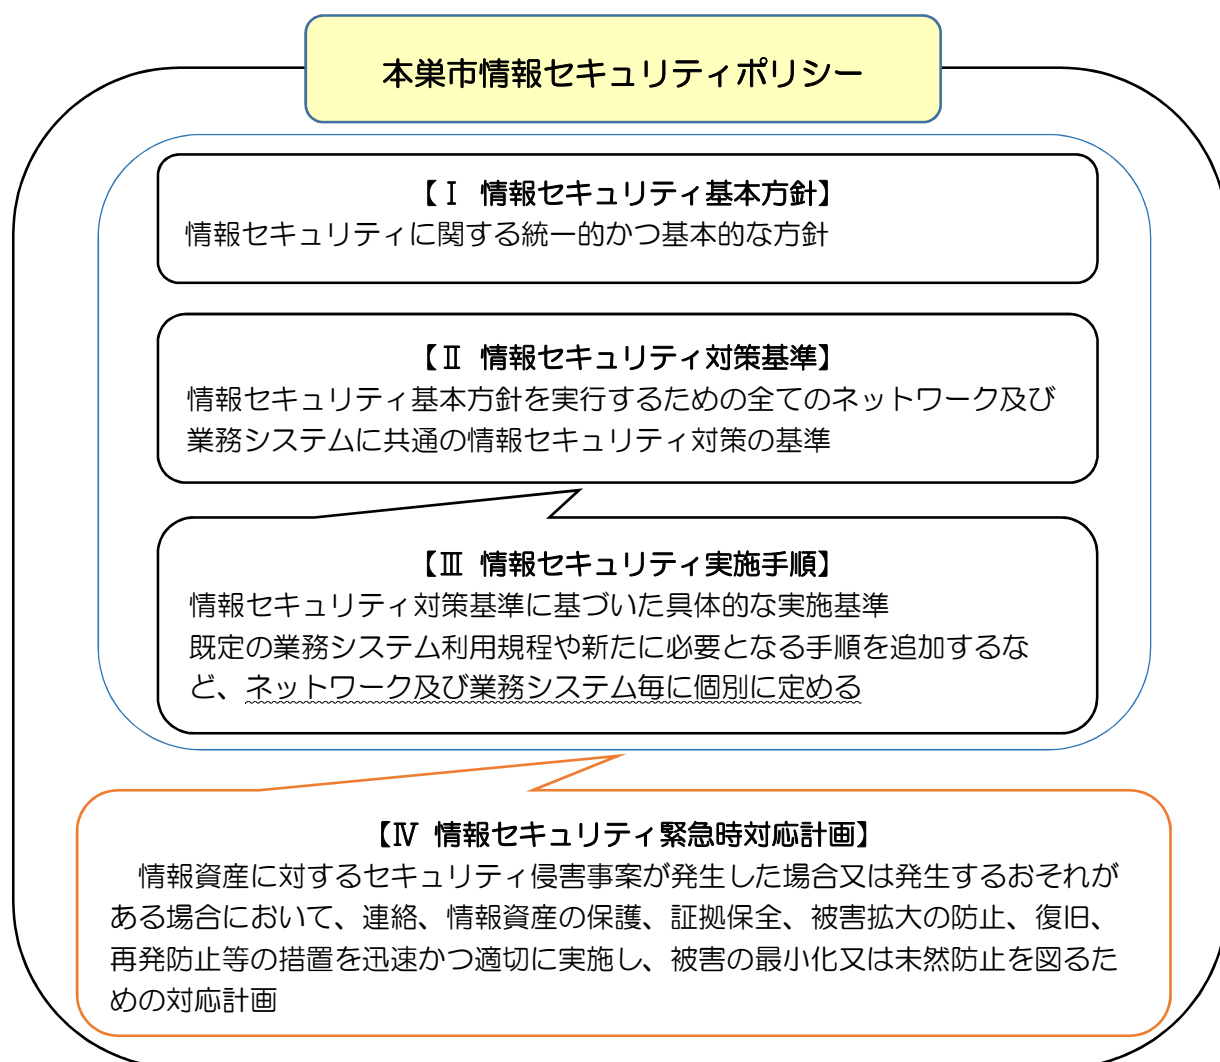 本巣市情報セキュリティポリシー
【Ⅰ 情報セキュリティ基本方針】
情報セキュリティに関する統一的かつ基本的な方針
【Ⅱ 情報セキュリティ対策基準】
情報セキュリティ基本方針を実行するための全てのネットワーク及び
業務システムに共通の情報セキュリティ対策の基準
【Ⅲ 情報セキュリティ実施手順】
情報セキュリティ対策基準に基づいた具体的な実施基準
既定の業務システム利用規程や新たに必要となる手順を追加するな
ど、ネットワーク及び業務システム毎に個別に定める
【Ⅳ 情報セキュリティ緊急時対応計画】
情報資産に対するセキュリティ侵害事案が発生した場合又は発生するおそれが
ある場合において、連絡、情報資産の保護、証拠保全、被害拡大の防止、復旧、
再発防止等の措置を迅速かつ適切に実施し、被害の最小化又は未然防止を図るた
めの対応計画